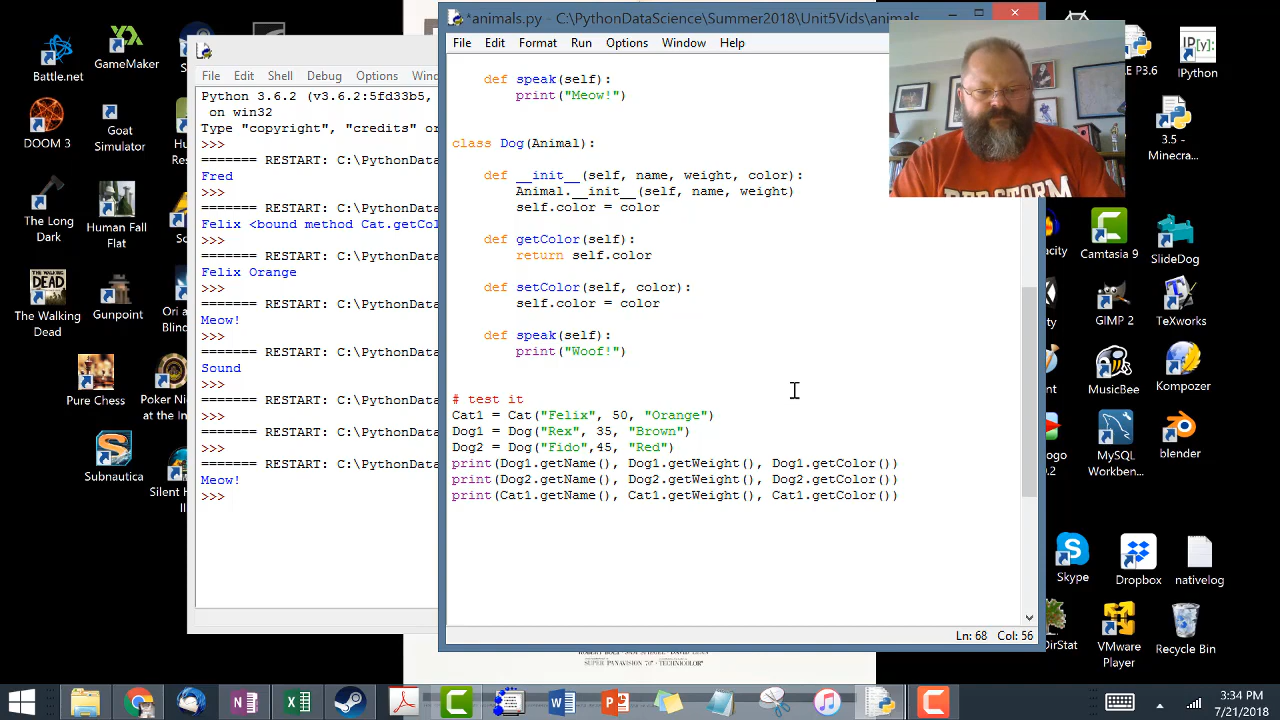 *animals.py - C:\PythonDataScience\Summer2018\Unit5Vids\animals
File Edit Format Run Options Window Help
def speak(self):
print("Meow!")
class Dog(Animal):
def __init__(self, name, weight, color):
Animal.__init__(self, name, weight)
self.color = color
def getColor(self):
return self.color
def setColor(self, color):
self.color = color
def speak(self):
print("Woof!")
# test it
Cat1 = Cat("Felix", 50, "Orange")
Dog1 = Dog("Rex", 35, "Brown")
Dog2 = Dog("Fido",45, "Red")
print(Dog1.getName(), Dog1.getWeight(), Dog1.getColor())
print(Dog2.getName(), Dog2.getWeight(), Dog2.getColor())
print(Cat1.getName(), Cat1.getWeight(), Cat1.getColor())
Ln: 68 Col: 56
File Edit Shell Debug Options
Python 3.6.2 (v3.6.2:5fd33b5,
on win32
Type "copyright", "credits" or
>>>
======= RESTART: C:\PythonData
Fred
>>>
======= RESTART: C:\PythonData
Felix <bound method Cat.getCol
>>>
======= RESTART: C:\PythonData
Felix Orange
>>>
======= RESTART: C:\PythonData
Meow!
>>>
======= RESTART: C:\PythonData
Sound
>>>
======= RESTART: C:\PythonData
>>>
======= RESTART: C:\PythonData
>>>
======= RESTART: C:\PythonData
Meow!
>>>
Battle.net
GameMaker
DOOM 3
Goat
Simulator
The Long
Dark
Human Fall
Flat
The Walking
Dead
Gunpoint
Pure Chess
Poker Nig
at the In
Subnautica
P3.6
IPython
3.5 -
Minecra...
Camtasia 9
SlideDog
GIMP 2
TeXworks
MusicBee
Kompozer
MySQL
Workben...
blender
Skype
Dropbox
nativelog
VMware
Player
Recycle Bin
SUPER PANAVISION 70® TECHNICOLOR®
3:34 PM
7/21/2018